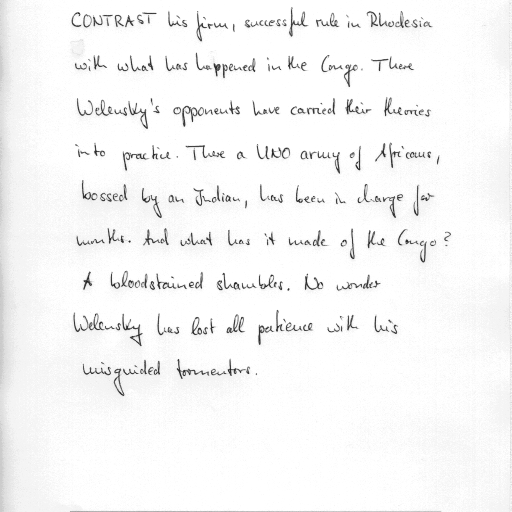 CONTRAST his firm, successful rule in Rhodesia
with what has happened in the Congo. There
Welensky's opponents have carried their theories
into practice. There a UNO army of Africans,
bossed by an Indian, has been in charge for
months. And what has it made of the Congo?
A bloodstained shambles. No wonder
Welensky has lost all patience with his
misguided tormentors.